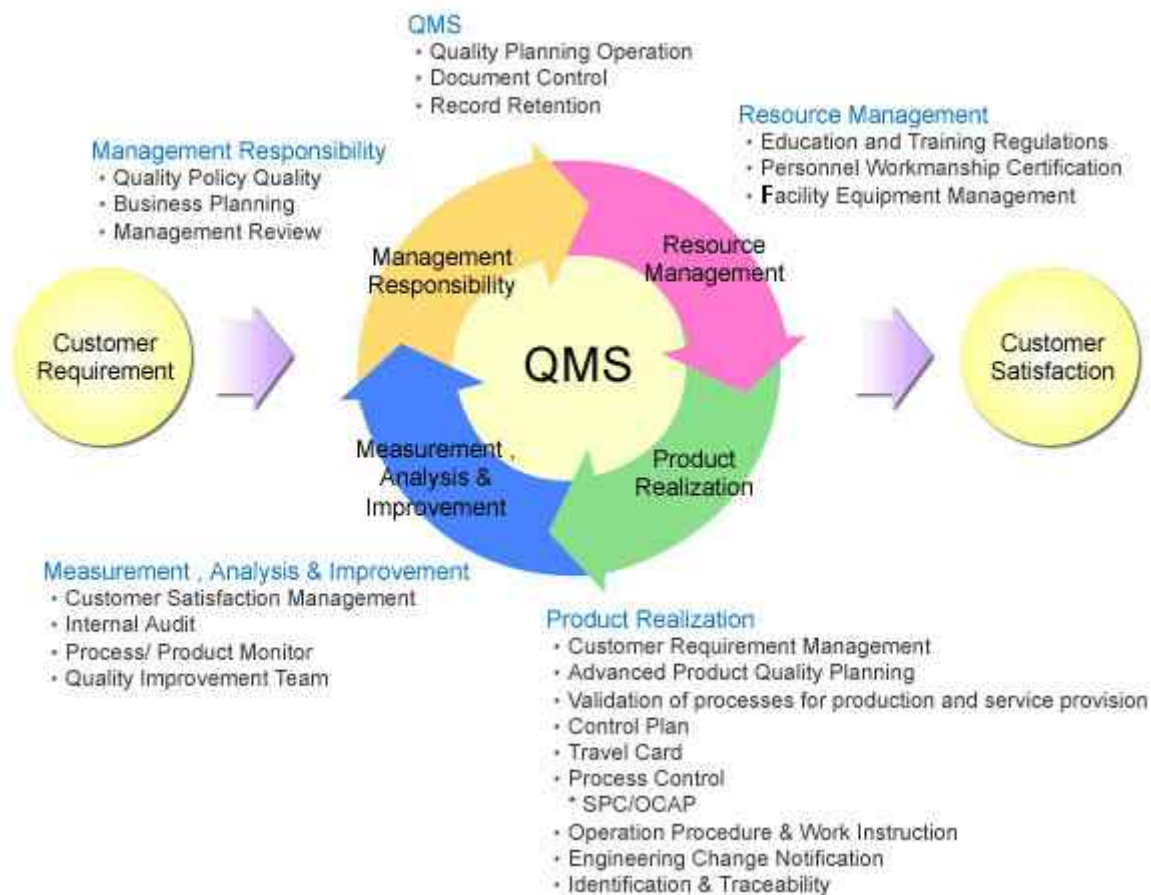 QMS
• Quality Planning Operation
• Document Control
• Record Retention
Resource Management
• Education and Training Regulations
• Personnel Workmanship Certification
• Facility Equipment Management
Management Responsibility
• Quality Policy Quality
• Business Planning
• Management Review
Management
Responsibility
Resource
Management
Customer
Requirement
QMS
Customer
Satisfaction
Measurement ,
Analysis &
Improvement
Product
Realization
Measurement , Analysis & Improvement
• Customer Satisfaction Management
• Internal Audit
• Process/ Product Monitor
• Quality Improvement Team
Product Realization
• Customer Requirement Management
• Advanced Product Quality Planning
• Validation of processes for production and service provision
• Control Plan
• Travel Card
• Process Control
* SPC/OCAP
• Operation Procedure & Work Instruction
• Engineering Change Notification
• Identification & Traceability